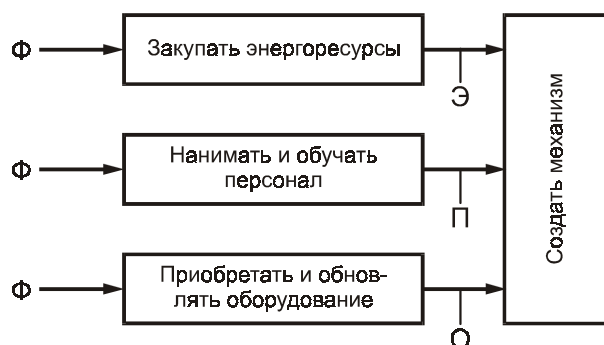 Ф
Закупать энергоресурсы
Э
Ф
Нанимать и обучать
персонал
П
Ф
Приобретать и обнов-
лять оборудование
О
Создать механизм